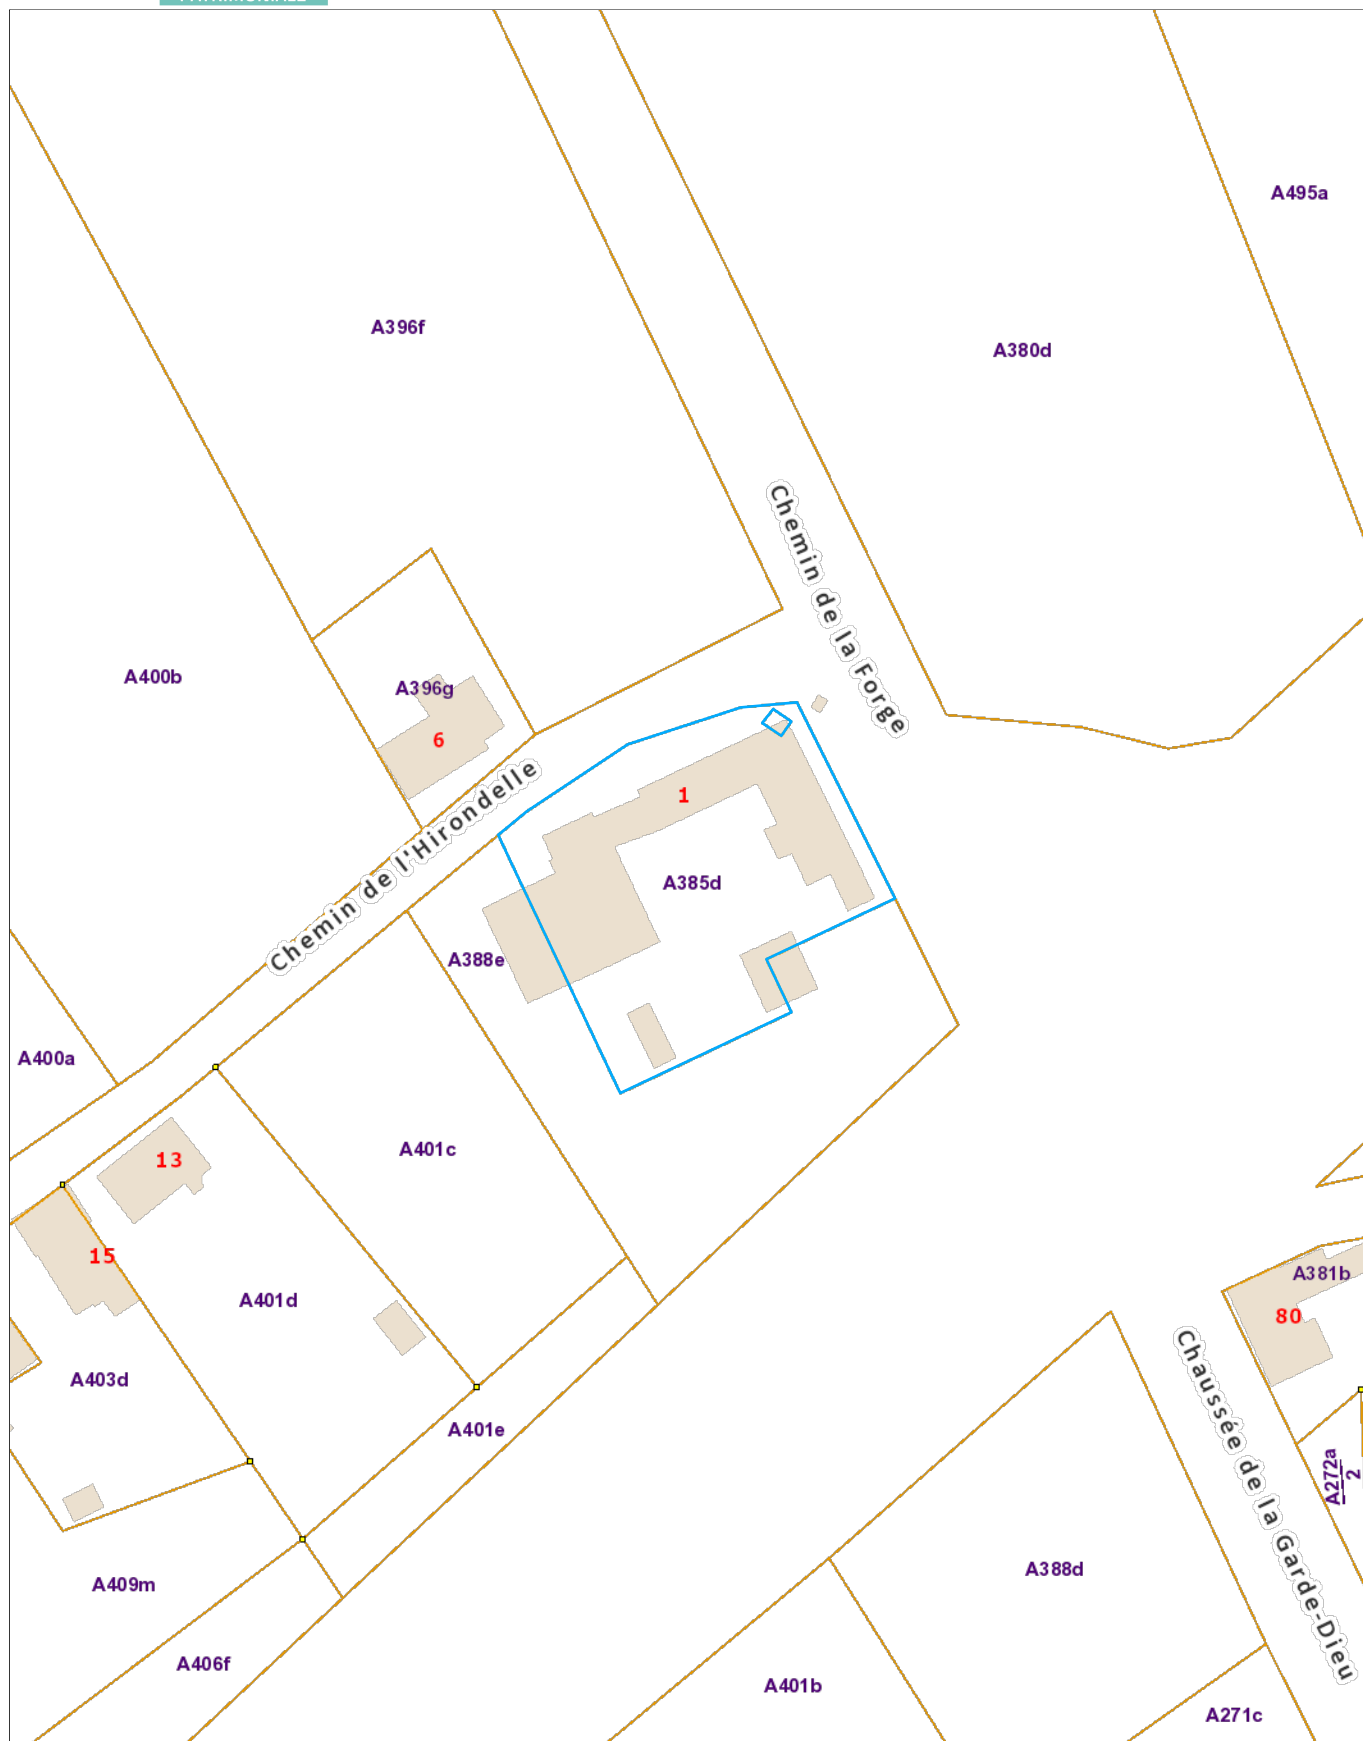 A495a
A396f
A380d
Chemin de la Forge
A400b
A396g
6
Chemin de l'Hirondelle
1
A385d
A388e
A400a
A401c
13
15
A401d
A381b
80
A403d
A401e
Chaussée de la Garde-Dieu
A272a
2
A388d
A409m
A406f
A401b
A271c